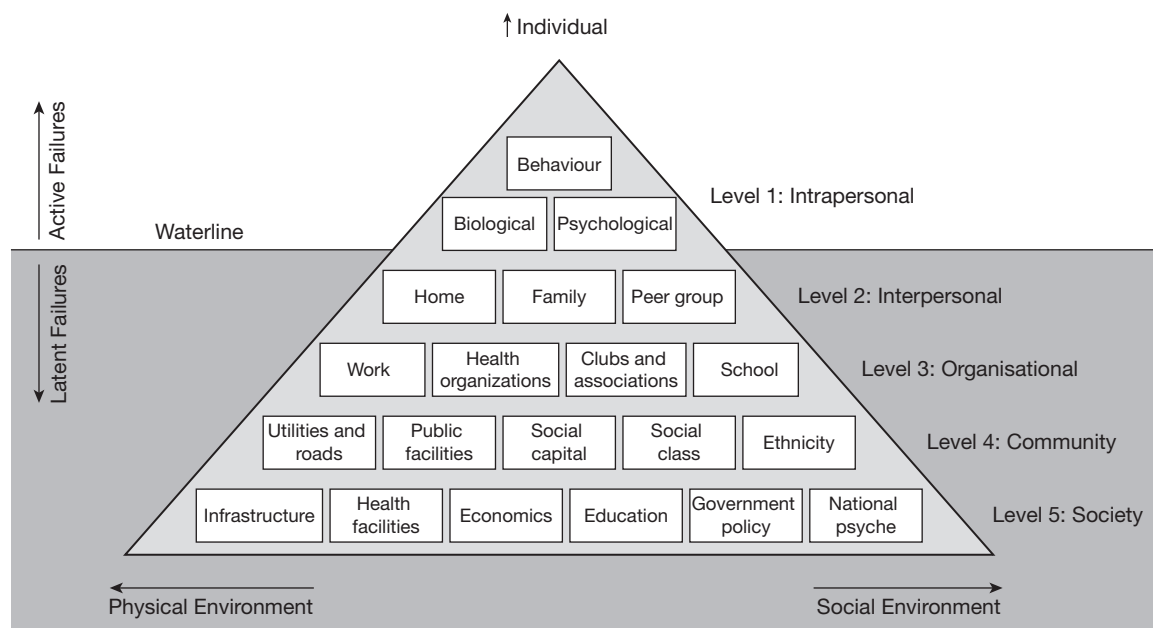 Individual
Active Failures
Behaviour
Level 1: Intrapersonal
Biological
Psychological
Waterline
Latent Failures
Home
Family
Peer group
Level 2: Interpersonal
Work
Health
organizations
Clubs and
associations
School
Level 3: Organisational
Utilities and
roads
Public
facilities
Social
capital
Social
class
Ethnicity
Level 4: Community
Infrastructure
Health
facilities
Economics
Education
Government
policy
National
psyche
Level 5: Society
Physical Environment
Social Environment